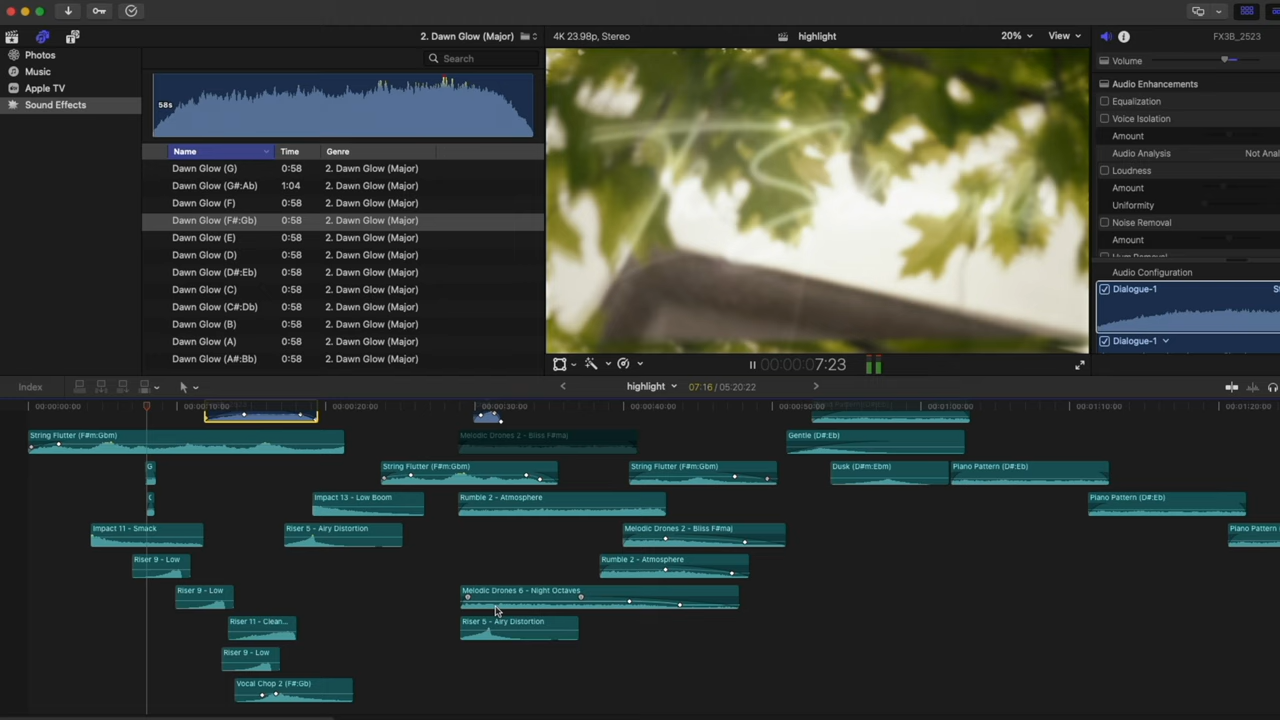 2. Dawn Glow (Major)
4K 23.98p, Stereo
highlight
20%
View
FX3B_2523
Photos
Music
Apple TV
Sound Effects
Search
58s
Name Time Genre
Dawn Glow (G) 0:58 2. Dawn Glow (Major)
Dawn Glow (G#:Ab) 1:04 2. Dawn Glow (Major)
Dawn Glow (F) 0:58 2. Dawn Glow (Major)
Dawn Glow (F#:Gb) 0:58 2. Dawn Glow (Major)
Dawn Glow (E) 0:58 2. Dawn Glow (Major)
Dawn Glow (D) 0:58 2. Dawn Glow (Major)
Dawn Glow (D#:Eb) 0:58 2. Dawn Glow (Major)
Dawn Glow (C) 0:58 2. Dawn Glow (Major)
Dawn Glow (C#:Db) 0:58 2. Dawn Glow (Major)
Dawn Glow (B) 0:58 2. Dawn Glow (Major)
Dawn Glow (A) 0:58 2. Dawn Glow (Major)
Dawn Glow (A#:Bb) 0:58 2. Dawn Glow (Major)
00:00:07:23
Volume
Audio Enhancements
Equalization
Voice Isolation
Amount
Audio Analysis Not Anal
Loudness
Amount
Uniformity
Noise Removal
Amount
Hum Removal
Audio Configuration
Dialogue-1 St
Dialogue-1
Index
highlight
07:16 / 05:20:22
00:00:00:00 00:00:10:00 00:00:20:00 00:00:30:00 00:00:40:00 00:00:50:00 00:01:00:00 00:01:10:00 00:01:20:00
String Flutter (F#m:Gbm) Melodic Drones 2 - Bliss F#maj Gentle (D#:Eb)
G String Flutter (F#m:Gbm) String Flutter (F#m:Gbm) Dusk (D#m:Ebm) Piano Pattern (D#:Eb)
Impact 13 - Low Boom Rumble 2 - Atmosphere Piano Pattern (D#:Eb)
Impact 11 - Smack Riser 5 - Airy Distortion Melodic Drones 2 - Bliss F#maj Piano Pattern
Riser 9 - Low Rumble 2 - Atmosphere
Riser 9 - Low Melodic Drones 6 - Night Octaves
Riser 11 - Clean... Riser 5 - Airy Distortion
Riser 9 - Low
Vocal Chop 2 (F#:Gb)